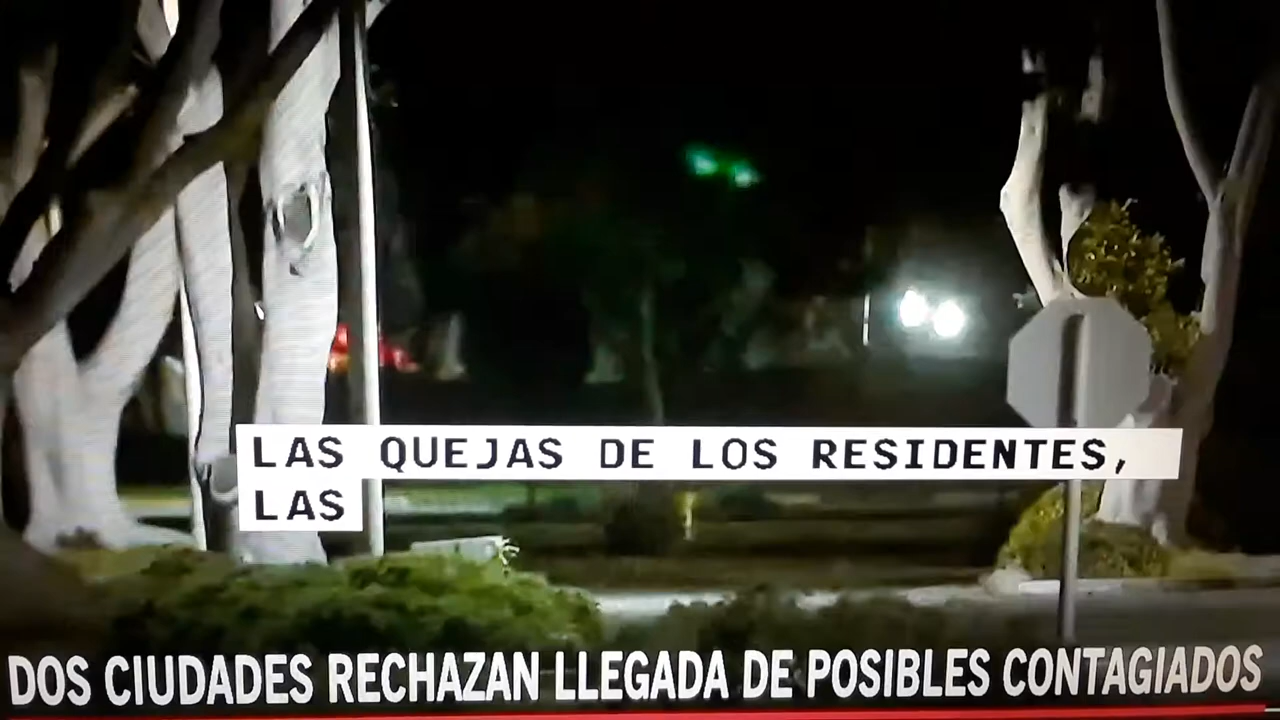 LAS QUEJAS DE LOS RESIDENTES,
LAS
DOS CIUDADES RECHAZAN LLEGADA DE POSIBLES CONTAGIADOS